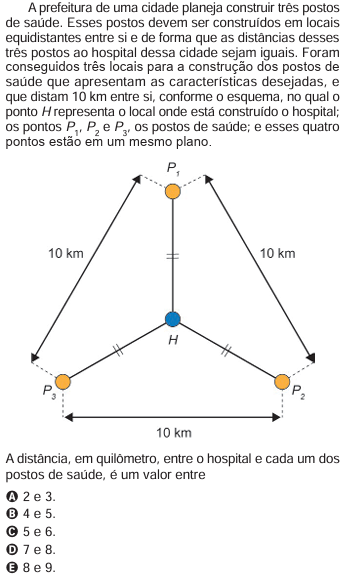 A prefeitura de uma cidade planeja construir três postos
de saúde. Esses postos devem ser construídos em locais
equidistantes entre si e de forma que as distâncias desses
três postos ao hospital dessa cidade sejam iguais. Foram
conseguidos três locais para a construção dos postos de
saúde que apresentam as características desejadas, e
que distam 10 km entre si, conforme o esquema, no qual o
ponto H representa o local onde está construído o hospital;
os pontos P₁, P₂ e P₃, os postos de saúde; e esses quatro
pontos estão em um mesmo plano.
P₁
10 km
10 km
H
P₃
P₂
10 km
A distância, em quilômetro, entre o hospital e cada um dos
postos de saúde, é um valor entre
A 2 e 3.
B 4 e 5.
C 5 e 6.
D 7 e 8.
E 8 e 9.